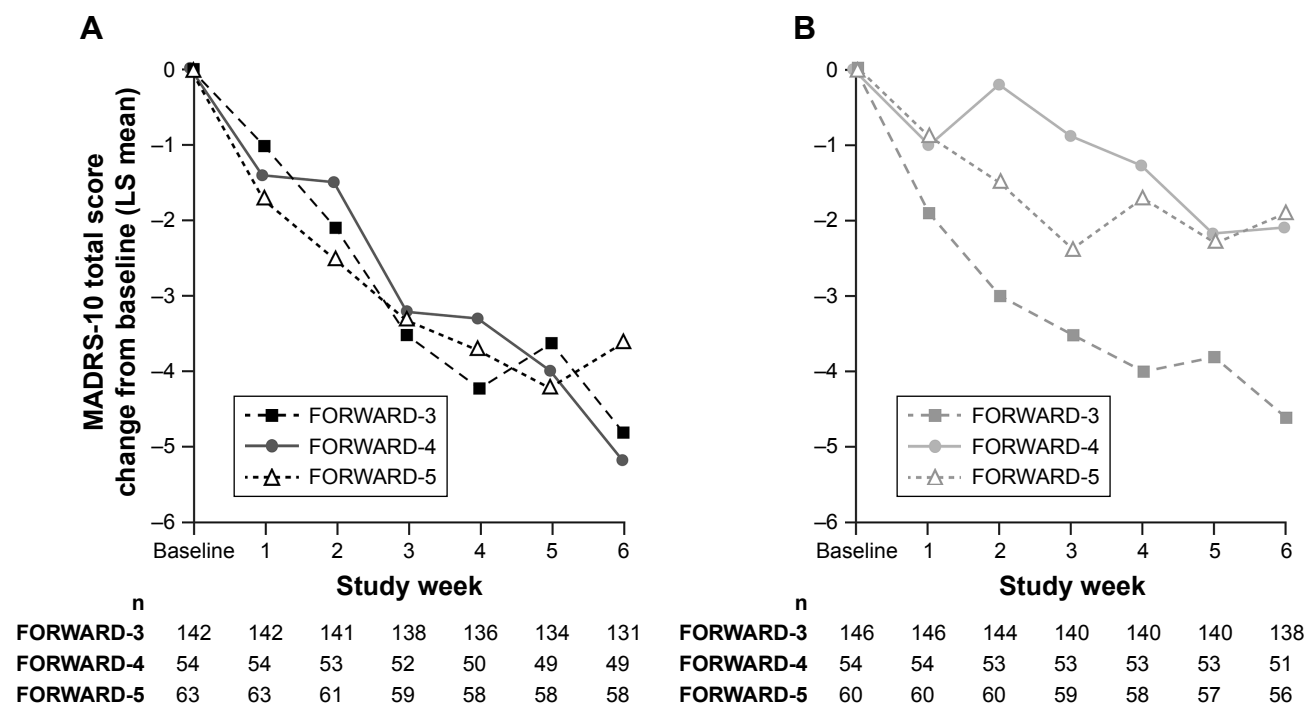 A
MADRS-10 total score
change from baseline (LS mean)
0
–1
–2
–3
–4
–5
–6
FORWARD-3
FORWARD-4
FORWARD-5
Baseline 1 2 3 4 5 6
Study week
n
FORWARD-3 142 142 141 138 136 134 131
FORWARD-4 54 54 53 52 50 49 49
FORWARD-5 63 63 61 59 58 58 58
B
0
–1
–2
–3
–4
–5
–6
FORWARD-3
FORWARD-4
FORWARD-5
Baseline 1 2 3 4 5 6
Study week
n
FORWARD-3 146 146 144 140 140 140 138
FORWARD-4 54 54 53 53 53 53 51
FORWARD-5 60 60 60 59 58 57 56